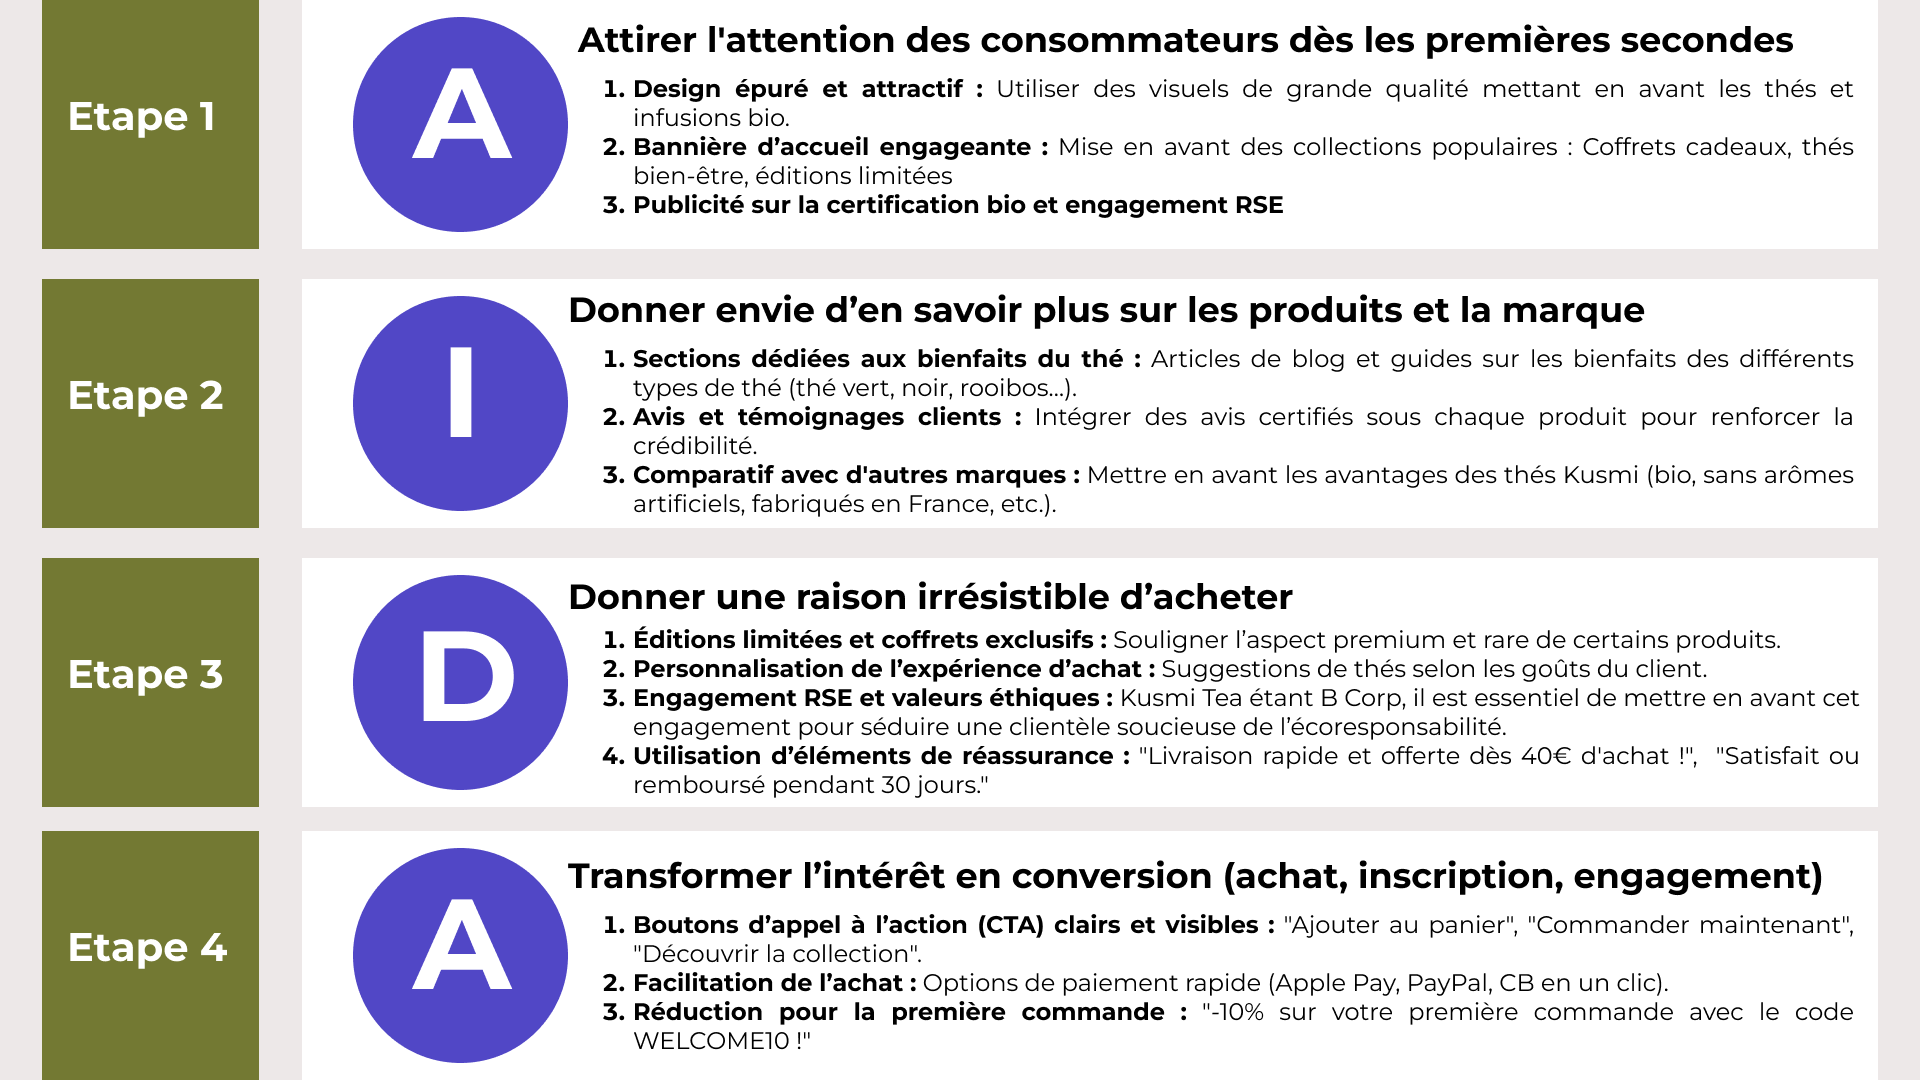 Etape 1
A
Attirer l'attention des consommateurs dès les premières secondes
1. Design épuré et attractif : Utiliser des visuels de grande qualité mettant en avant les thés et
infusions bio.
2. Bannière d’accueil engageante : Mise en avant des collections populaires : Coffrets cadeaux, thés
bien-être, éditions limitées
3. Publicité sur la certification bio et engagement RSE
Etape 2
I
Donner envie d’en savoir plus sur les produits et la marque
1. Sections dédiées aux bienfaits du thé : Articles de blog et guides sur les bienfaits des différents
types de thé (thé vert, noir, rooibos...).
2. Avis et témoignages clients : Intégrer des avis certifiés sous chaque produit pour renforcer la
crédibilité.
3. Comparatif avec d'autres marques : Mettre en avant les avantages des thés Kusmi (bio, sans arômes
artificiels, fabriqués en France, etc.).
Etape 3
D
Donner une raison irrésistible d’acheter
1. Éditions limitées et coffrets exclusifs : Souligner l’aspect premium et rare de certains produits.
2. Personnalisation de l’expérience d’achat : Suggestions de thés selon les goûts du client.
3. Engagement RSE et valeurs éthiques : Kusmi Tea étant B Corp, il est essentiel de mettre en avant cet
engagement pour séduire une clientèle soucieuse de l’écoresponsabilité.
4. Utilisation d’éléments de réassurance : "Livraison rapide et offerte dès 40€ d'achat !", "Satisfait ou
remboursé pendant 30 jours."
Etape 4
A
Transformer l’intérêt en conversion (achat, inscription, engagement)
1. Boutons d’appel à l’action (CTA) clairs et visibles : "Ajouter au panier", "Commander maintenant",
"Découvrir la collection".
2. Facilitation de l’achat : Options de paiement rapide (Apple Pay, PayPal, CB en un clic).
3. Réduction pour la première commande : "-10% sur votre première commande avec le code
WELCOME10 !"